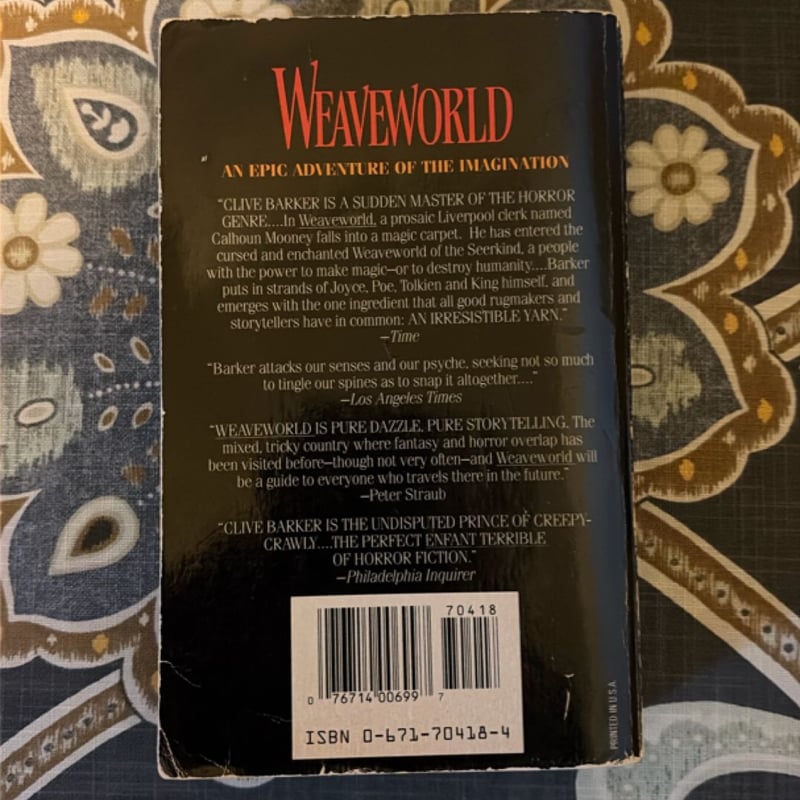 WEAVEWORLD
AN EPIC ADVENTURE OF THE IMAGINATION
"CLIVE BARKER IS A SUDDEN MASTER OF THE HORROR
GENRE....In Weaveworld, a prosaic Liverpool clerk named
Calhoun Mooney falls into a magic carpet. He has entered the
cursed and enchanted Weaveworld of the Seerkind, a people
with the power to make magic—or to destroy humanity....Barker
puts in strands of Joyce, Poe, Tolkien and King himself, and
emerges with the one ingredient that all good rugmakers and
storytellers have in common: AN IRRESISTIBLE YARN."
—Time
"Barker attacks our senses and our psyche, seeking not so much
to tingle our spines as to snap it altogether...."
—Los Angeles Times
"WEAVEWORLD IS PURE DAZZLE, PURE STORYTELLING. The
mixed, tricky country where fantasy and horror overlap has
been visited before—though not very often—and Weaveworld will
be a guide to everyone who travels there in the future."
—Peter Straub
"CLIVE BARKER IS THE UNDISPUTED PRINCE OF CREEPY-
CRAWLY....THE PERFECT ENFANT TERRIBLE
OF HORROR FICTION."
—Philadelphia Inquirer
70418
0 76714 00699 7
ISBN 0-671-70418-4
PRINTED IN U.S.A.